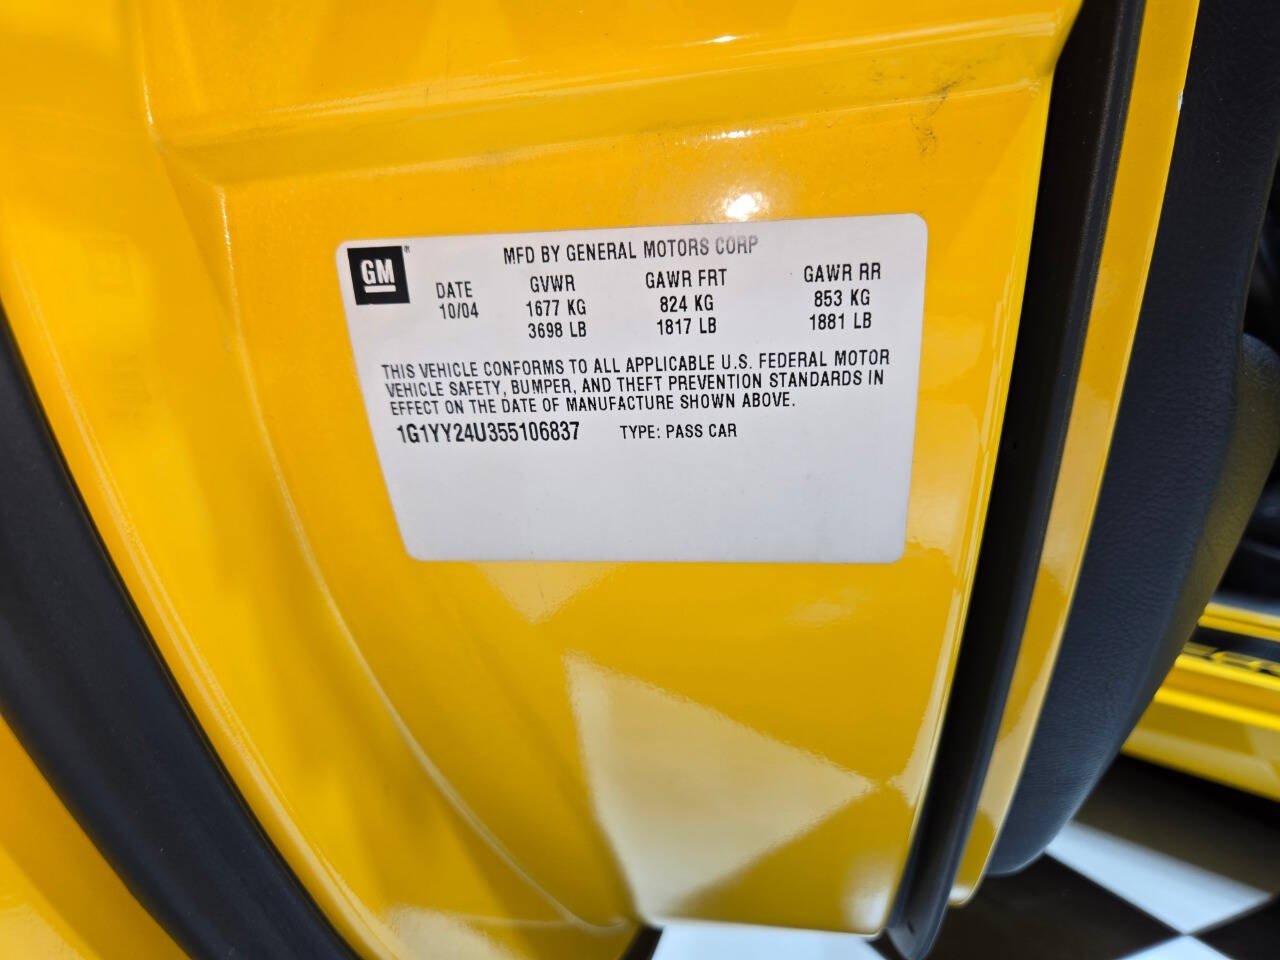 GM
MFD BY GENERAL MOTORS CORP
DATE GVWR GAWR FRT GAWR RR
10/04 1677 KG 824 KG 853 KG
3698 LB 1817 LB 1881 LB
THIS VEHICLE CONFORMS TO ALL APPLICABLE U.S. FEDERAL MOTOR
VEHICLE SAFETY, BUMPER, AND THEFT PREVENTION STANDARDS IN
EFFECT ON THE DATE OF MANUFACTURE SHOWN ABOVE.
1G1YY24U355106837 TYPE: PASS CAR